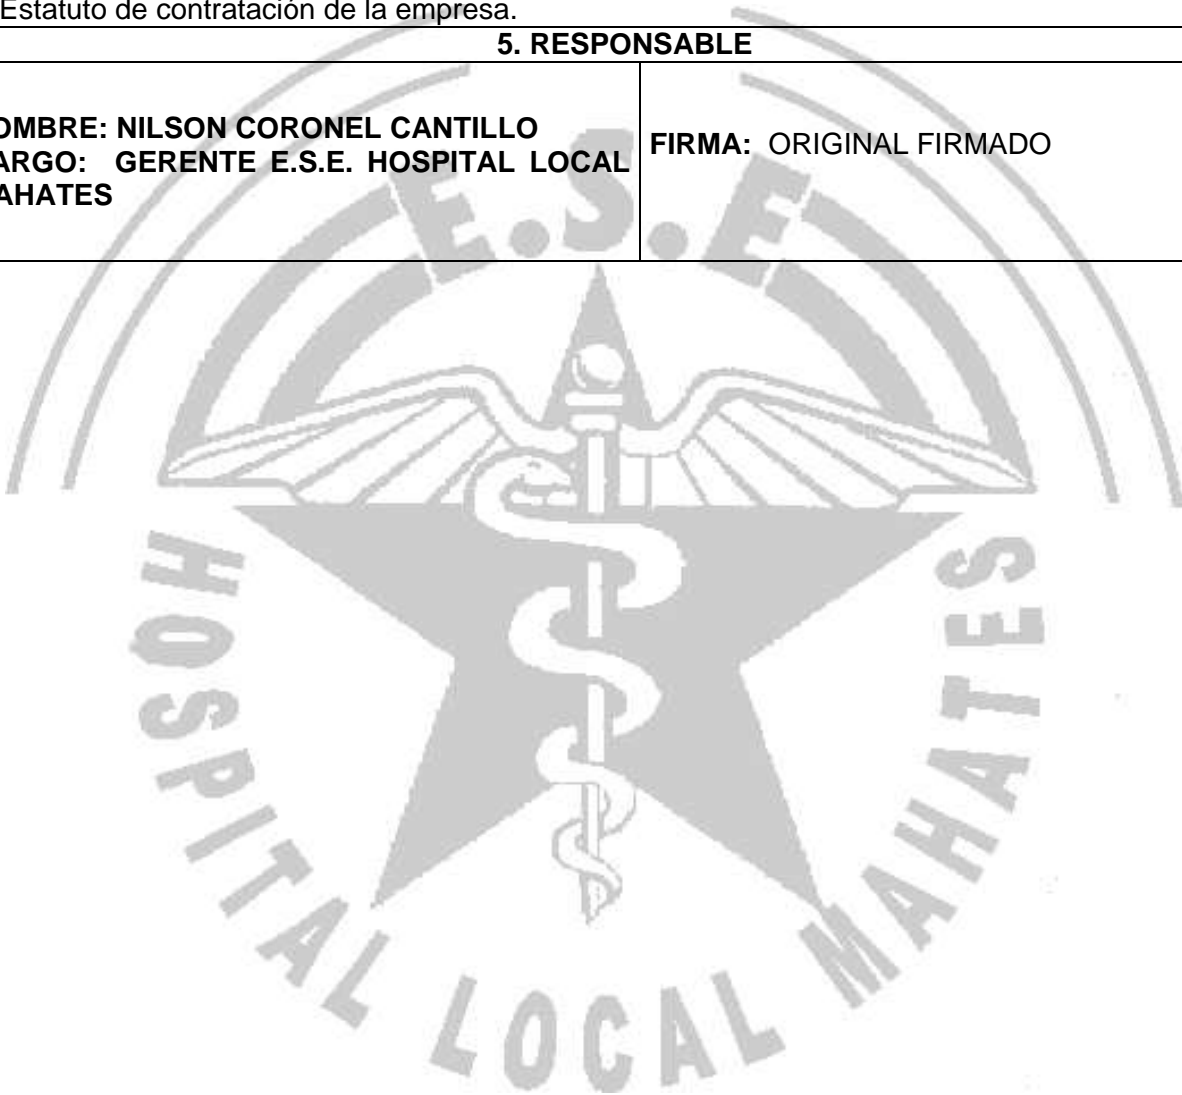 Estatuto de contratación de la empresa.
5. RESPONSABLE
OMBRE: NILSON CORONEL CANTILLO
ARGO: GERENTE E.S.E. HOSPITAL LOCAL
AHATES
FIRMA: ORIGINAL FIRMADO
E.S.E
HOSPITAL LOCAL MAHATES